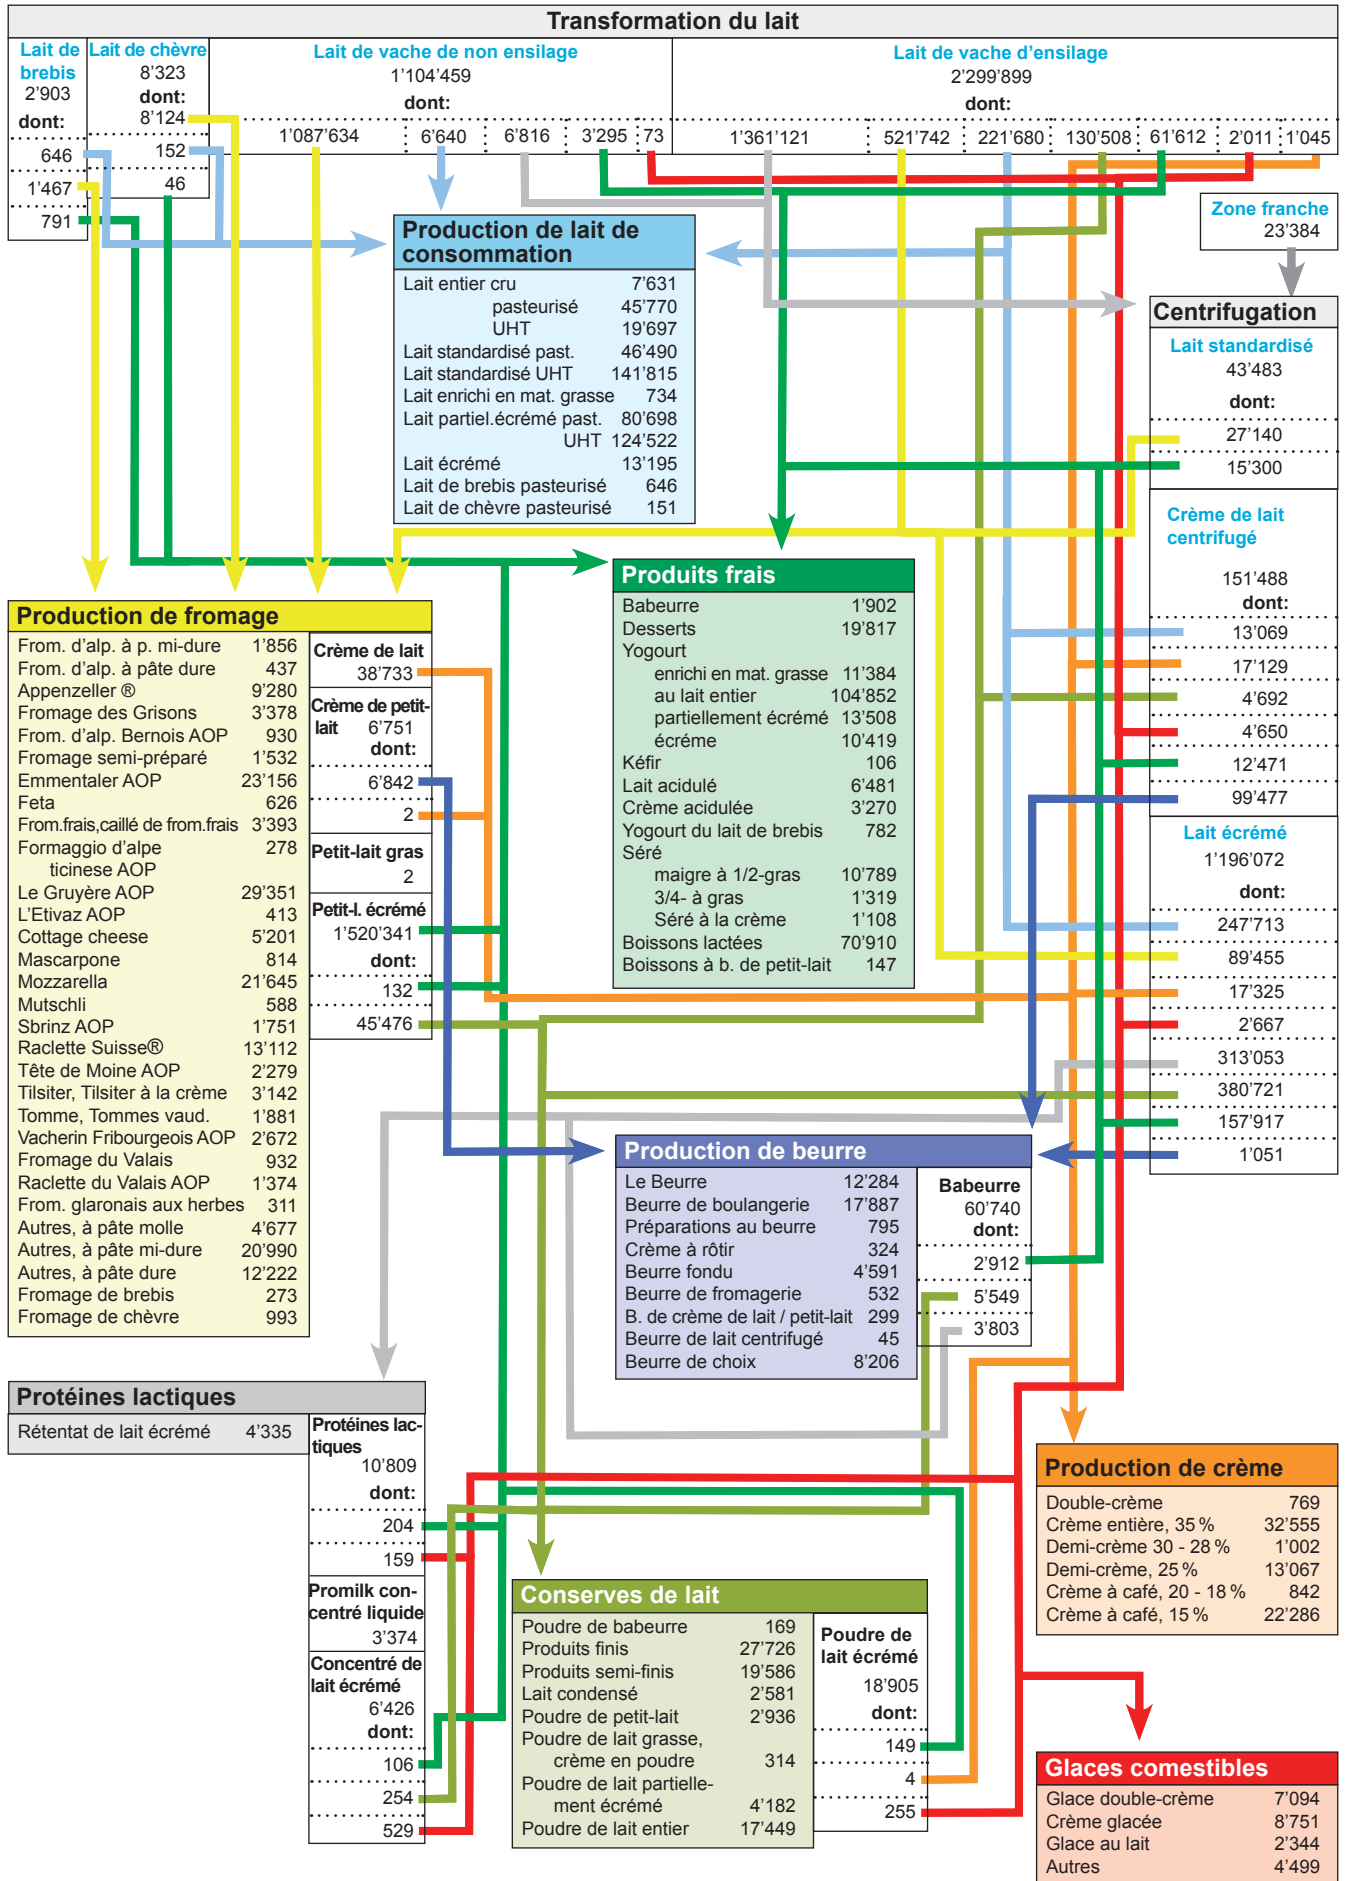 Transformation du lait
Lait de brebis
2’903
dont:
646
1’467
791
Lait de chèvre
8’323
dont:
8’124
152
46
Lait de vache de non ensilage
1’104’459
dont:
1’087’634 6’640 6’816 3’295 73
Lait de vache d’ensilage
2’299’899
dont:
1’361’121 521’742 221’680 130’508 61’612 2’011 1’045
Zone franche
23’384
Production de lait de
consommation
Lait entier cru 7’631
pasteurisé 45’770
UHT 19’697
Lait standardisé past. 46’490
Lait standardisé UHT 141’815
Lait enrichi en mat. grasse 734
Lait partiel.écrémé past. 80’698
UHT 124’522
Lait écrémé 13’195
Lait de brebis pasteurisé 646
Lait de chèvre pasteurisé 151
Centrifugation
Lait standardisé
43’483
dont:
27’140
15’300
Crème de lait
centrifugé
151’488
dont:
13’069
17’129
4’692
4’650
12’471
99’477
Lait écrémé
1’196’072
dont:
247’713
89’455
17’325
2’667
313’053
380’721
157’917
1’051
Produits frais
Babeurre 1’902
Desserts 19’817
Yogourt
enrichi en mat. grasse 11’384
au lait entier 104’852
partiellement écrémé 13’508
écréme 10’419
Kéfir 106
Lait acidulé 6’481
Crème acidulée 3’270
Yogourt du lait de brebis 782
Séré
maigre à 1/2-gras 10’789
3/4- à gras 1’319
Séré à la crème 1’108
Boissons lactées 70’910
Boissons à b. de petit-lait 147
Production de fromage
From. d’alp. à p. mi-dure 1’856
From. d’alp. à pâte dure 437
Appenzeller ® 9’280
Fromage des Grisons 3’378
From. d’alp. Bernois AOP 930
Fromage semi-préparé 1’532
Emmentaler AOP 23’156
Feta 626
From.frais,caillé de from.frais 3’393
Formaggio d’alpe 278
ticinese AOP
Le Gruyère AOP 29’351
L’Etivaz AOP 413
Cottage cheese 5’201
Mascarpone 814
Mozzarella 21’645
Mutschli 588
Sbrinz AOP 1’751
Raclette Suisse® 13’112
Tête de Moine AOP 2’279
Tilsiter, Tilsiter à la crème 3’142
Tomme, Tommes vaud. 1’881
Vacherin Fribourgeois AOP 2’672
Fromage du Valais 932
Raclette du Valais AOP 1’374
From. glaronais aux herbes 311
Autres, à pâte molle 4’677
Autres, à pâte mi-dure 20’990
Autres, à pâte dure 12’222
Fromage de brebis 273
Fromage de chèvre 993
Crème de lait
38’733
Crème de petit-
lait 6’751
dont:
6’842
2
Petit-lait gras
2
Petit-l. écrémé
1’520’341
dont:
132
45’476
Production de beurre
Le Beurre 12’284
Beurre de boulangerie 17’887
Préparations au beurre 795
Crème à rôtir 324
Beurre fondu 4’591
Beurre de fromagerie 532
B. de crème de lait / petit-lait 299
Beurre de lait centrifugé 45
Beurre de choix 8’206
Babeurre
60’740
dont:
2’912
5’549
3’803
Protéines lactiques
Rétentat de lait écrémé 4’335
Protéines lac-
tiques
10’809
dont:
204
159
Promilk con-
centré liquide
3’374
Concentré de
lait écrémé
6’426
dont:
106
254
529
Conserves de lait
Poudre de babeurre 169
Produits finis 27’726
Produits semi-finis 19’586
Lait condensé 2’581
Poudre de petit-lait 2’936
Poudre de lait grasse,
crème en poudre 314
Poudre de lait partielle-
ment écrémé 4’182
Poudre de lait entier 17’449
Poudre de
lait écrémé
18’905
dont:
149
4
255
Production de crème
Double-crème 769
Crème entière, 35 % 32’555
Demi-crème 30 - 28 % 1’002
Demi-crème, 25 % 13’067
Crème à café, 20 - 18 % 842
Crème à café, 15 % 22’286
Glaces comestibles
Glace double-crème 7’094
Crème glacée 8’751
Glace au lait 2’344
Autres 4’499